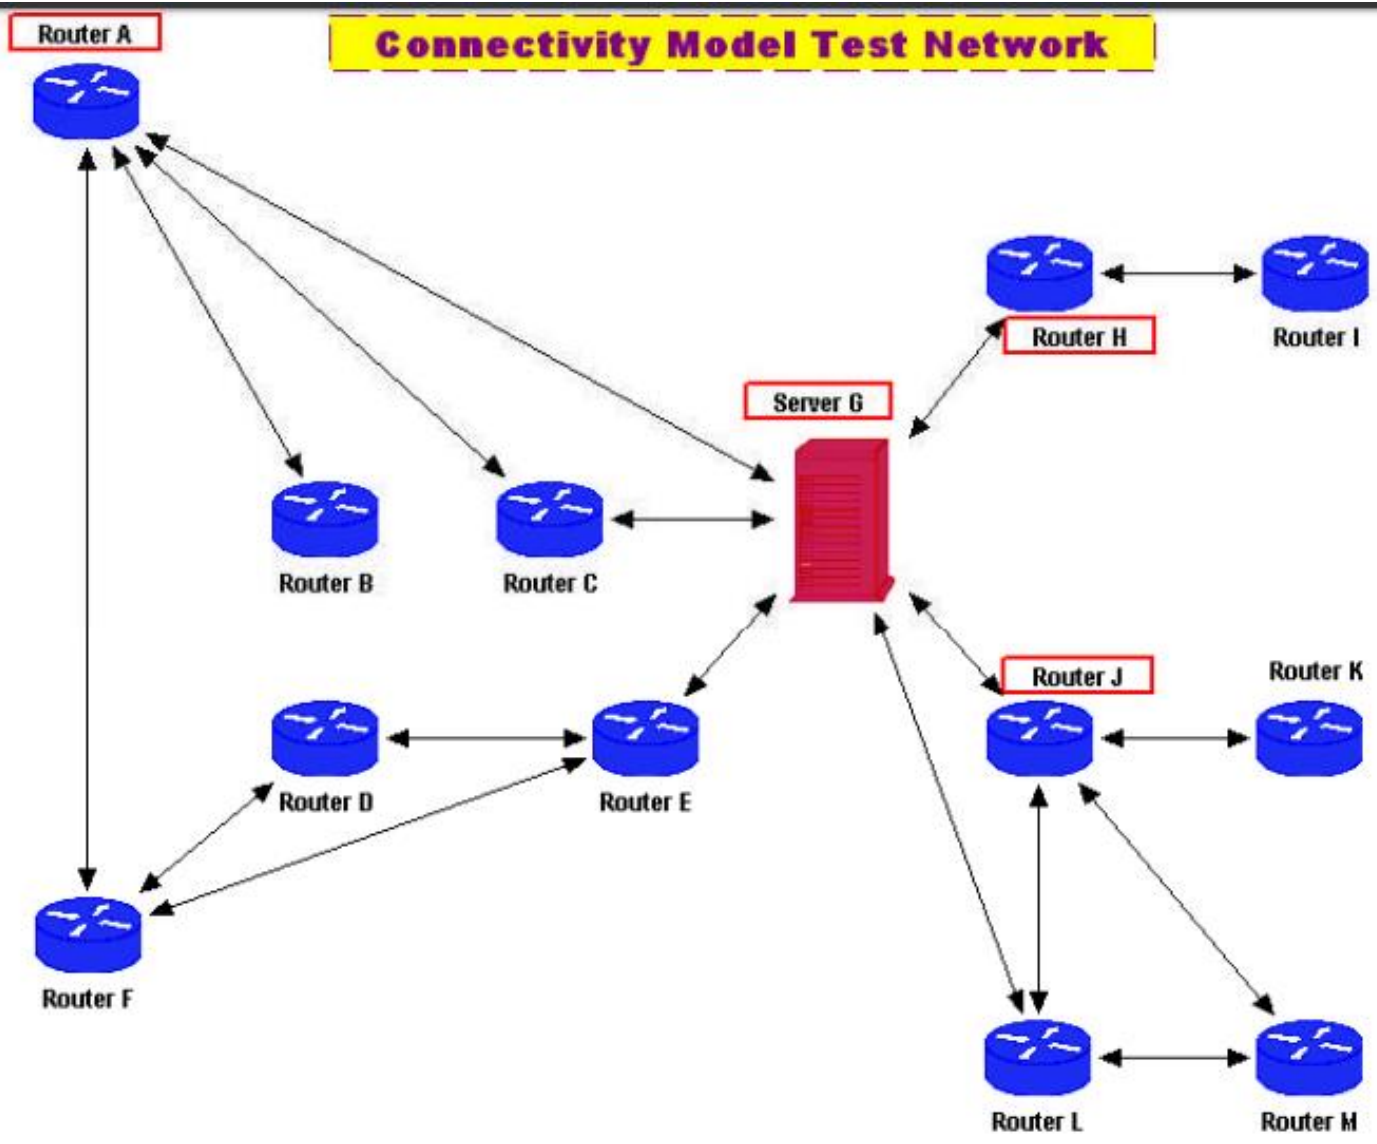 Router A
Connectivity Model Test Network
Router H
Router I
Server G
Router B
Router C
Router J
Router K
Router D
Router E
Router F
Router L
Router M